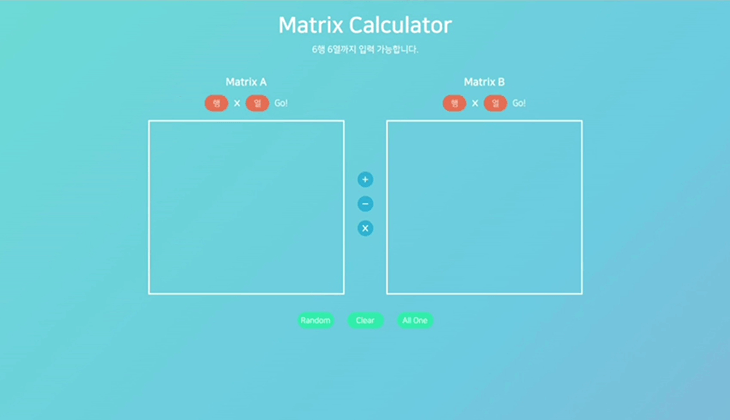 Matrix Calculator
6행 6열까지 입력 가능합니다.
Matrix A
행 X 열 Go!
Matrix B
행 X 열 Go!
+
−
X
Random Clear All One